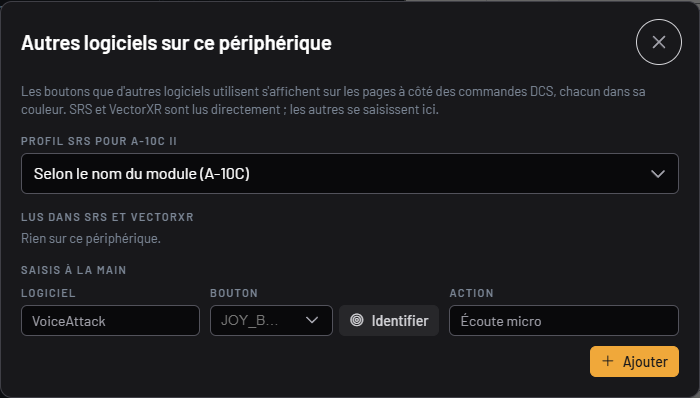 Autres logiciels sur ce périphérique
Les boutons que d'autres logiciels utilisent s'affichent sur les pages à côté des commandes DCS, chacun dans sa
couleur. SRS et VectorXR sont lus directement ; les autres se saisissent ici.
PROFIL SRS POUR A-10C II
Selon le nom du module (A-10C)
LUS DANS SRS ET VECTORXR
Rien sur ce périphérique.
SAISIS À LA MAIN
LOGICIEL BOUTON ACTION
VoiceAttack JOY_B... Identifier Écoute micro
+ Ajouter